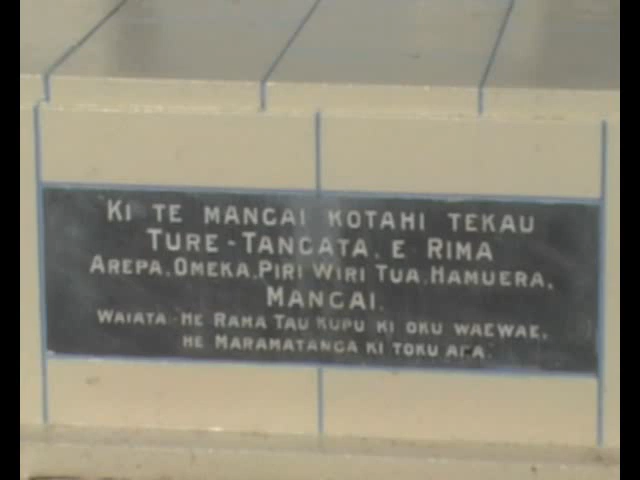 KI TE MANGAI KOTAHI TEKAU
TURE-TANGATA. E RIMA
AREPA, OMEKA, PIRI WIRI TUA, HAMUERA,
MANGAI.
WAIATA-HE RAMA TAU KUPU KI OKU WAEWAE,
HE MARAMATANGA KI TOKU ARA.